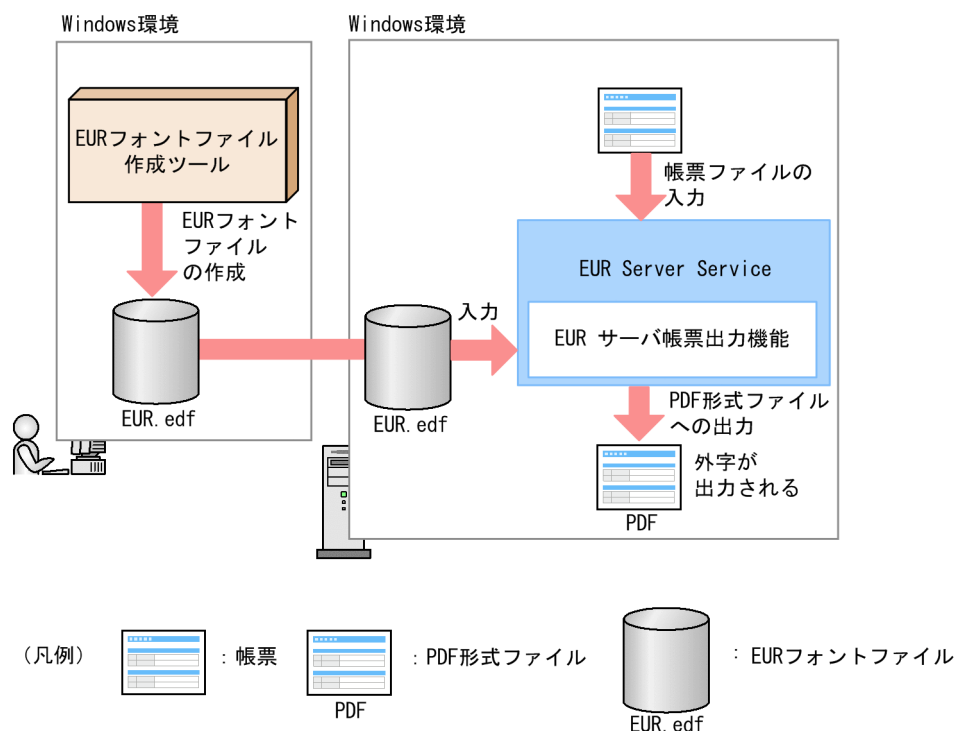 Windows環境
Windows環境
EURフォントファイル
作成ツール
EURフォント
ファイル
の作成
EUR.edf
帳票ファイルの
入力
EUR Server Service
EUR サーバ帳票出力機能
入力
EUR.edf
PDF形式ファイル
への出力
外字が
出力される
PDF
(凡例)
:帳票
PDF
:PDF形式ファイル
EUR.edf
:EURフォントファイル